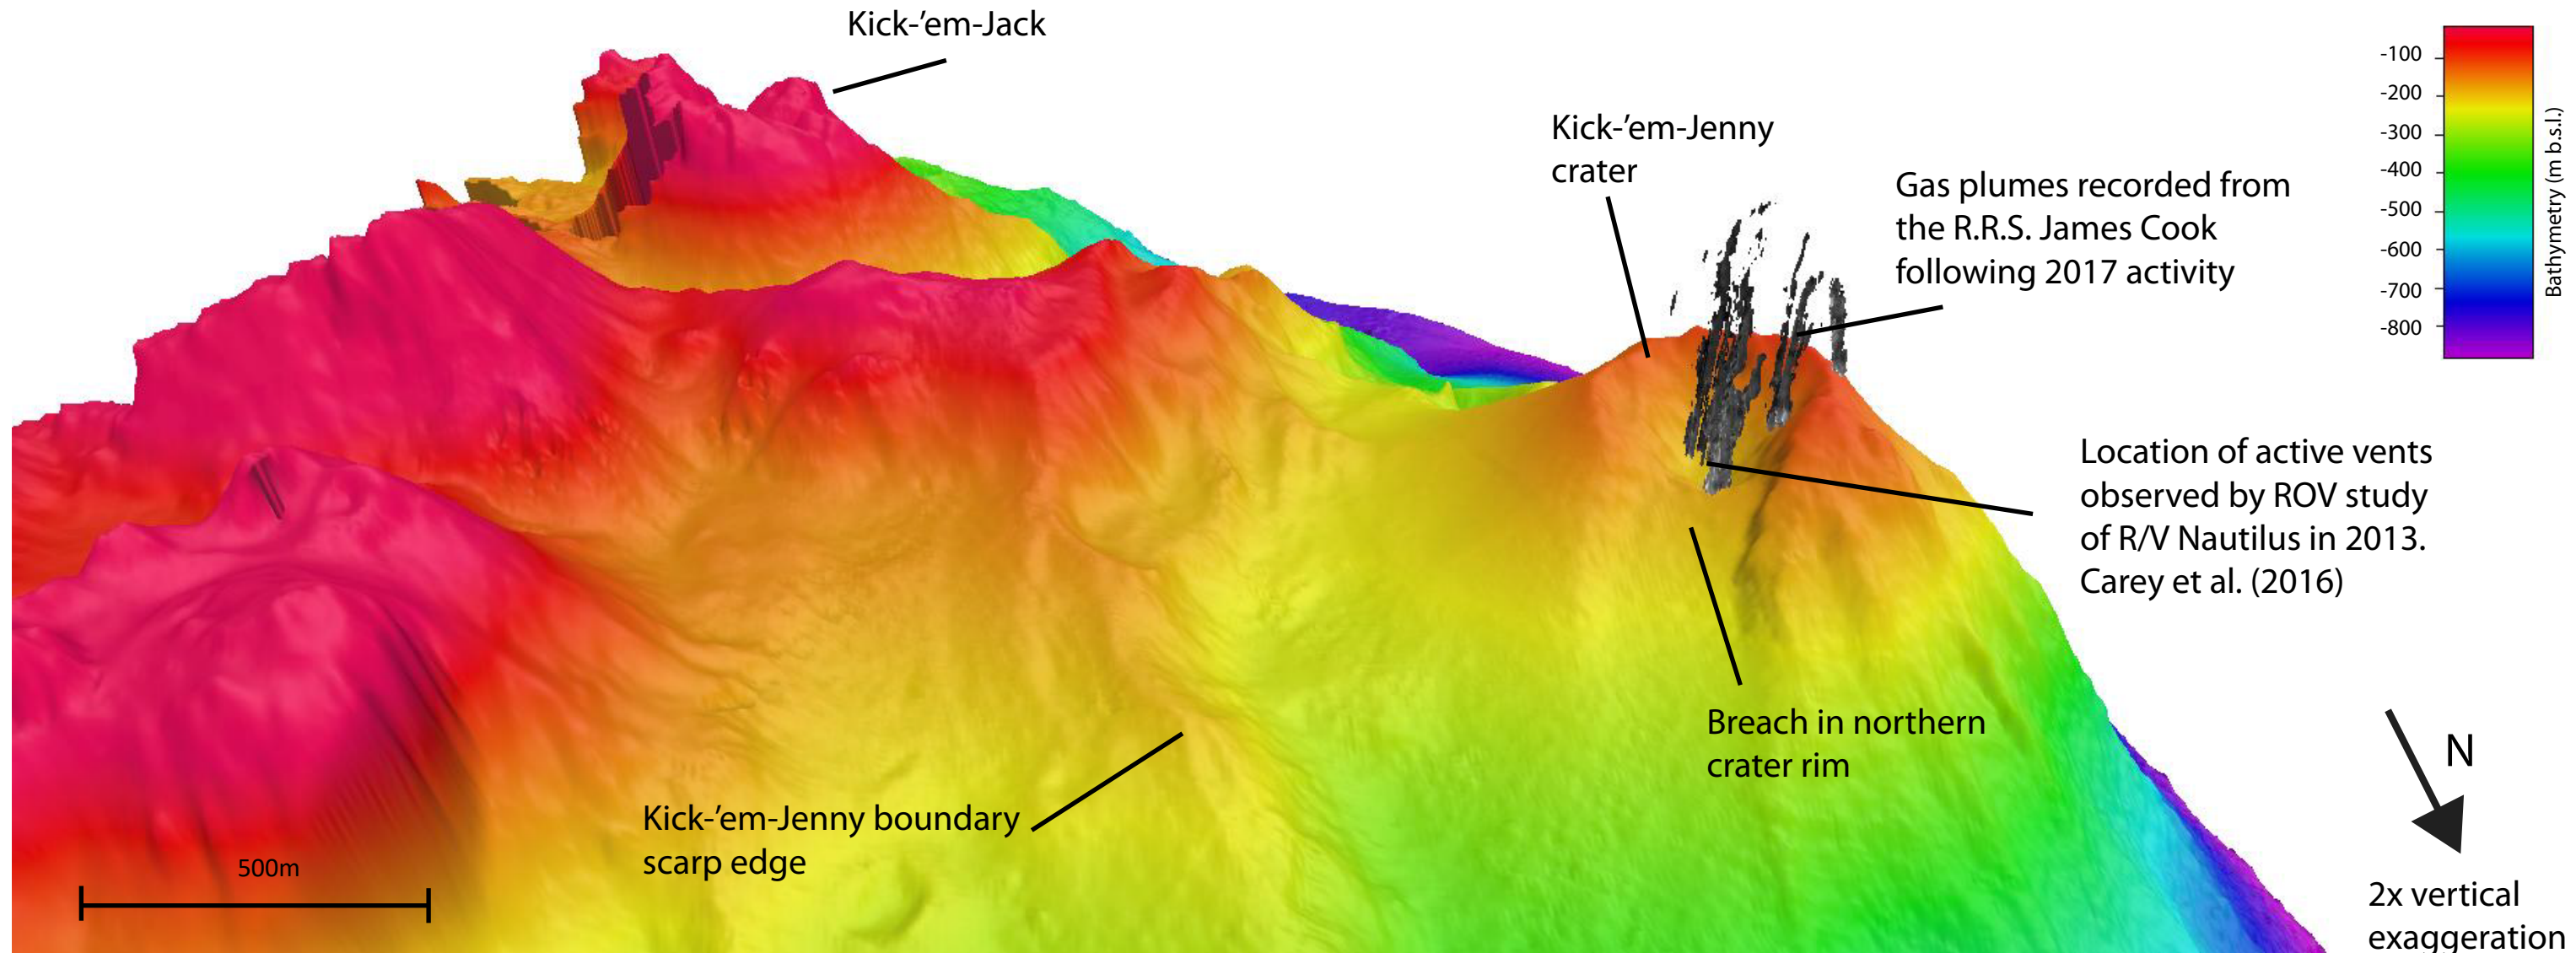 Kick-’em-Jack
Kick-’em-Jenny
crater
Gas plumes recorded from
the R.R.S. James Cook
following 2017 activity
-100
-200
-300
-400
-500
-600
-700
-800
Bathymetry (m b.s.l.)
Location of active vents
observed by ROV study
of R/V Nautilus in 2013.
Carey et al. (2016)
Breach in northern
crater rim
N
Kick-’em-Jenny boundary
scarp edge
500m
2x vertical
exaggeration